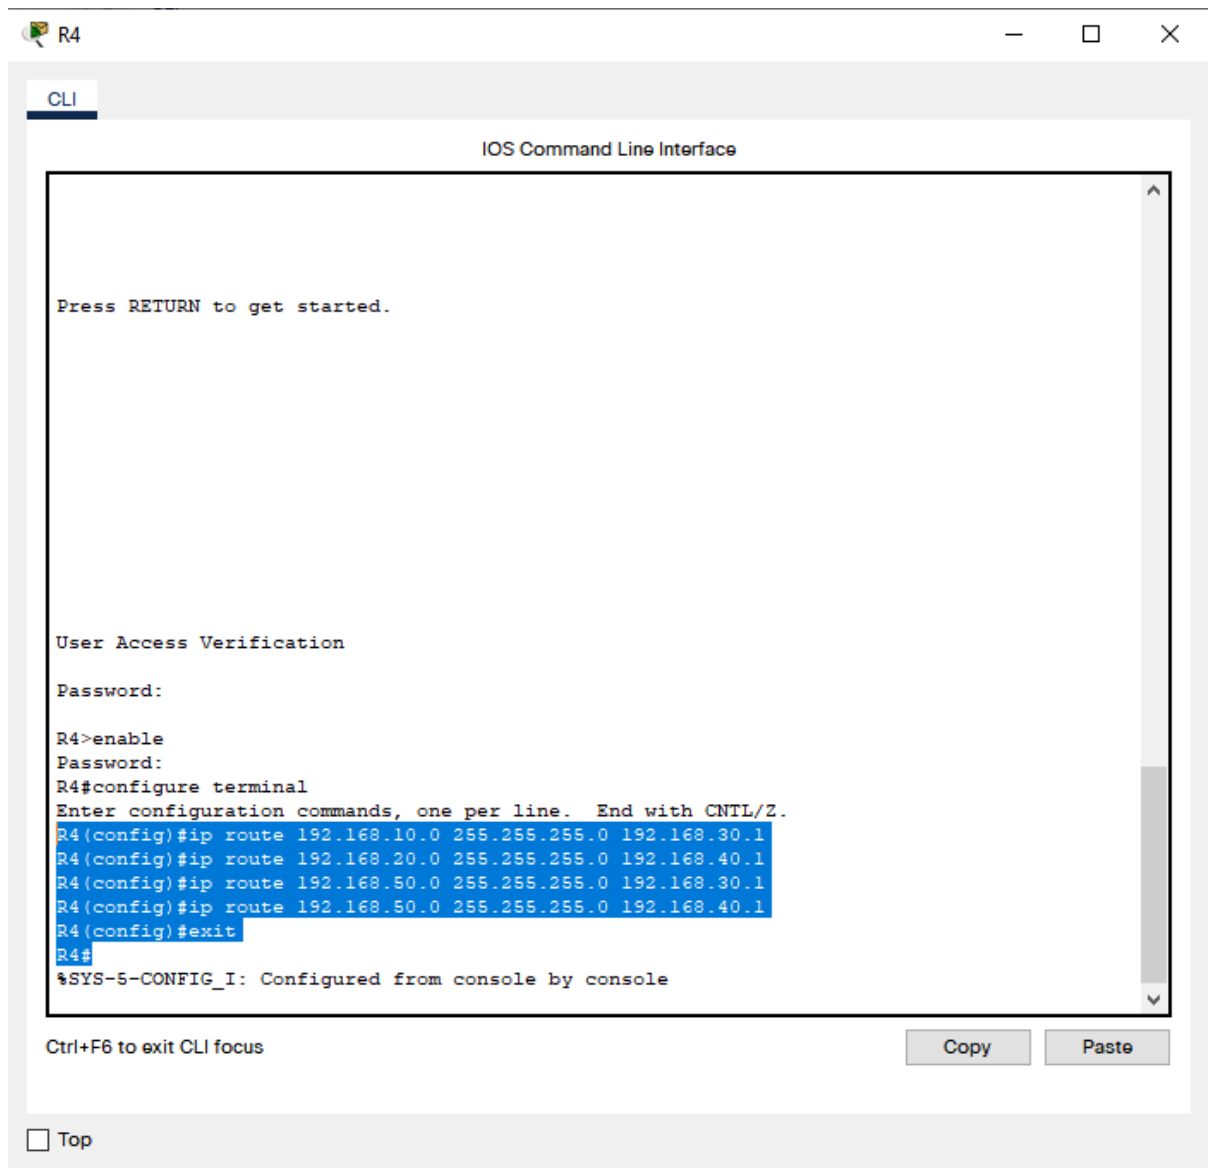 R4
CLI
IOS Command Line Interface
Press RETURN to get started.
User Access Verification
Password:
R4>enable
Password:
R4#configure terminal
Enter configuration commands, one per line.  End with CNTL/Z.
R4(config)#ip route 192.168.10.0 255.255.255.0 192.168.30.1
R4(config)#ip route 192.168.20.0 255.255.255.0 192.168.40.1
R4(config)#ip route 192.168.50.0 255.255.255.0 192.168.30.1
R4(config)#ip route 192.168.50.0 255.255.255.0 192.168.40.1
R4(config)#exit
R4#
%SYS-5-CONFIG_I: Configured from console by console
Ctrl+F6 to exit CLI focus
Copy
Paste
Top